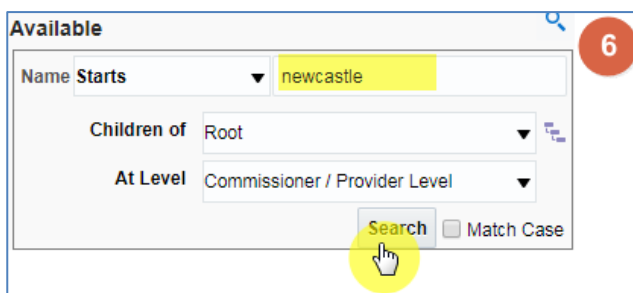 Available
6
Name Starts newcastle
Children of Root
At Level Commissioner / Provider Level
Search Match Case